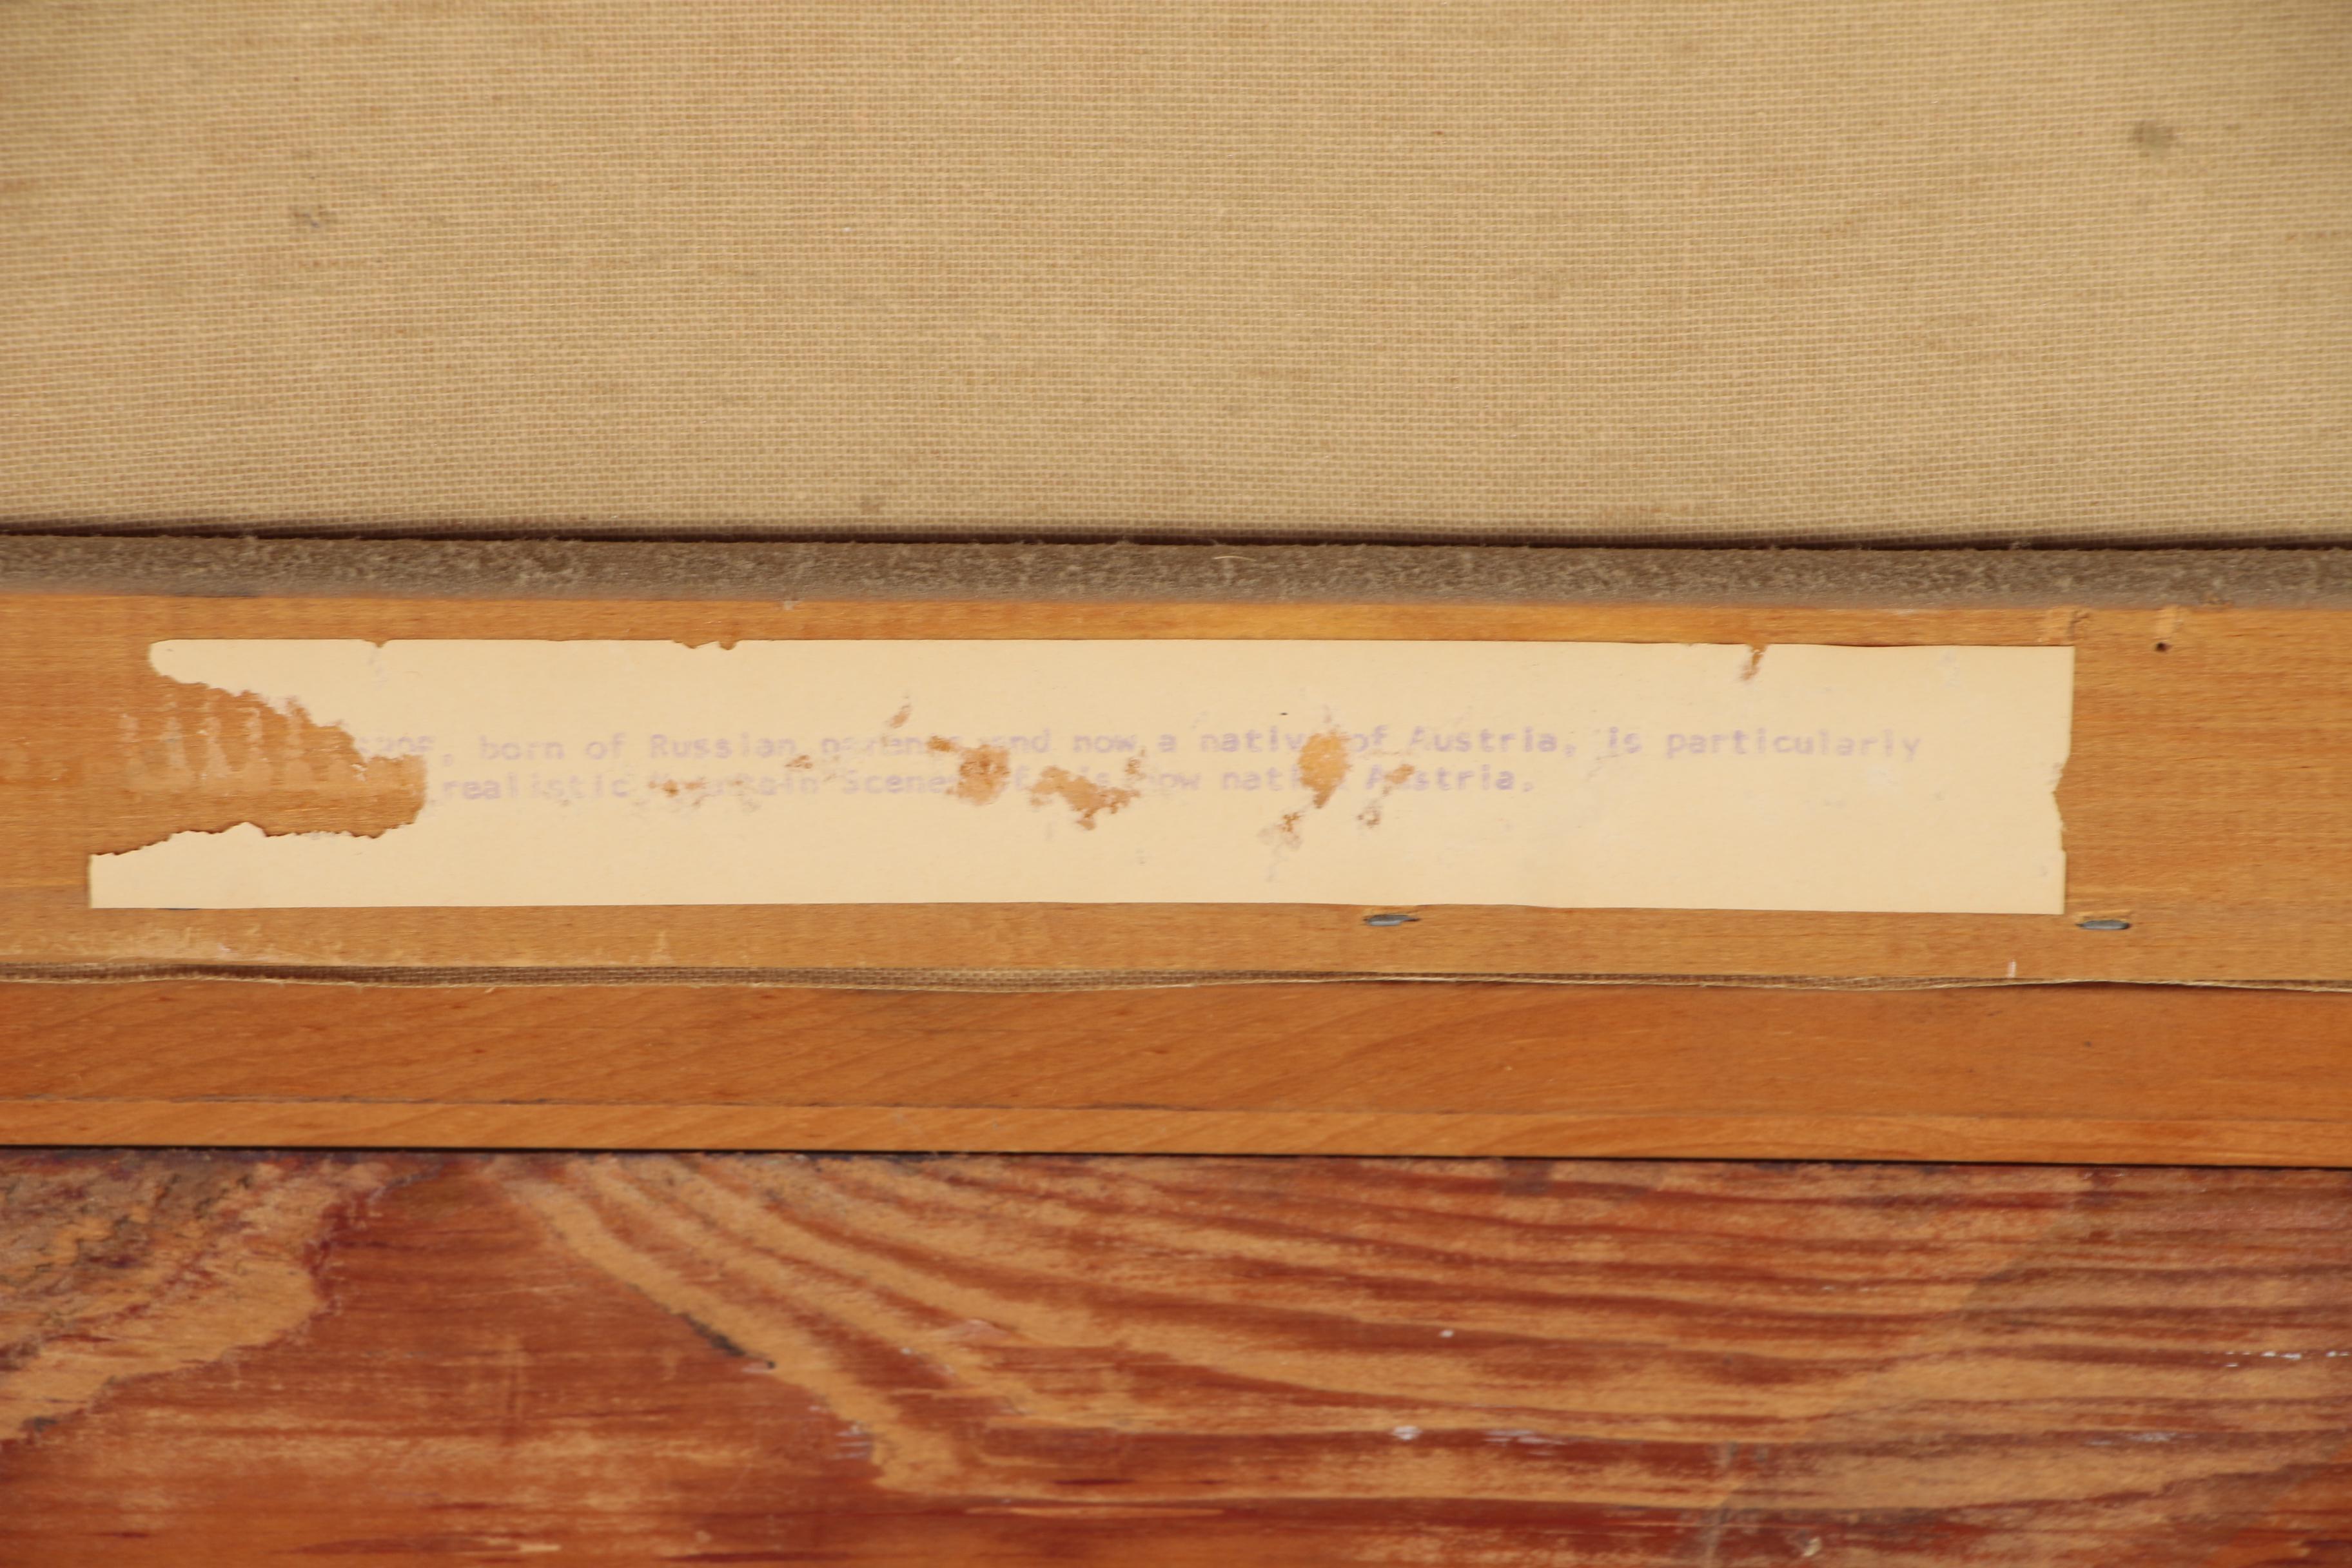 , born of Russian parents and now a native of Austria, is particularly
realistic Mountain Scenes of his now native Austria.